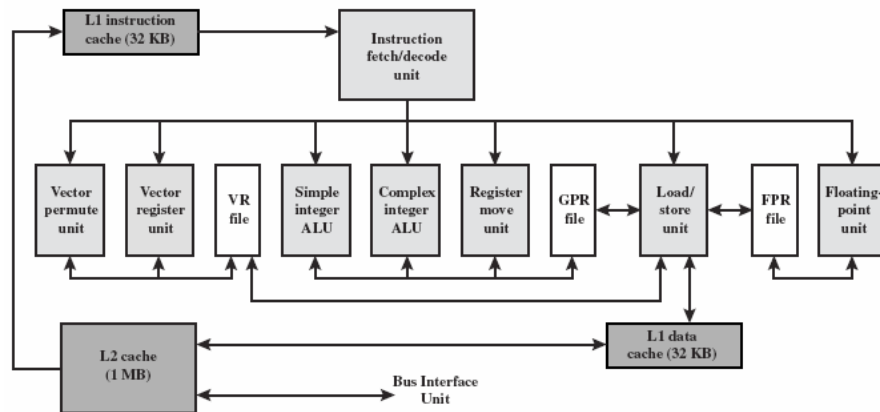 L1 instruction
cache (32 KB)
Instruction
fetch/decode
unit
Vector
permute
unit
Vector
register
unit
VR
file
Simple
integer
ALU
Complex
integer
ALU
Register
move
unit
GPR
file
Load/
store
unit
FPR
file
Floating-
point
unit
L2 cache
(1 MB)
L1 data
cache (32 KB)
Bus Interface
Unit